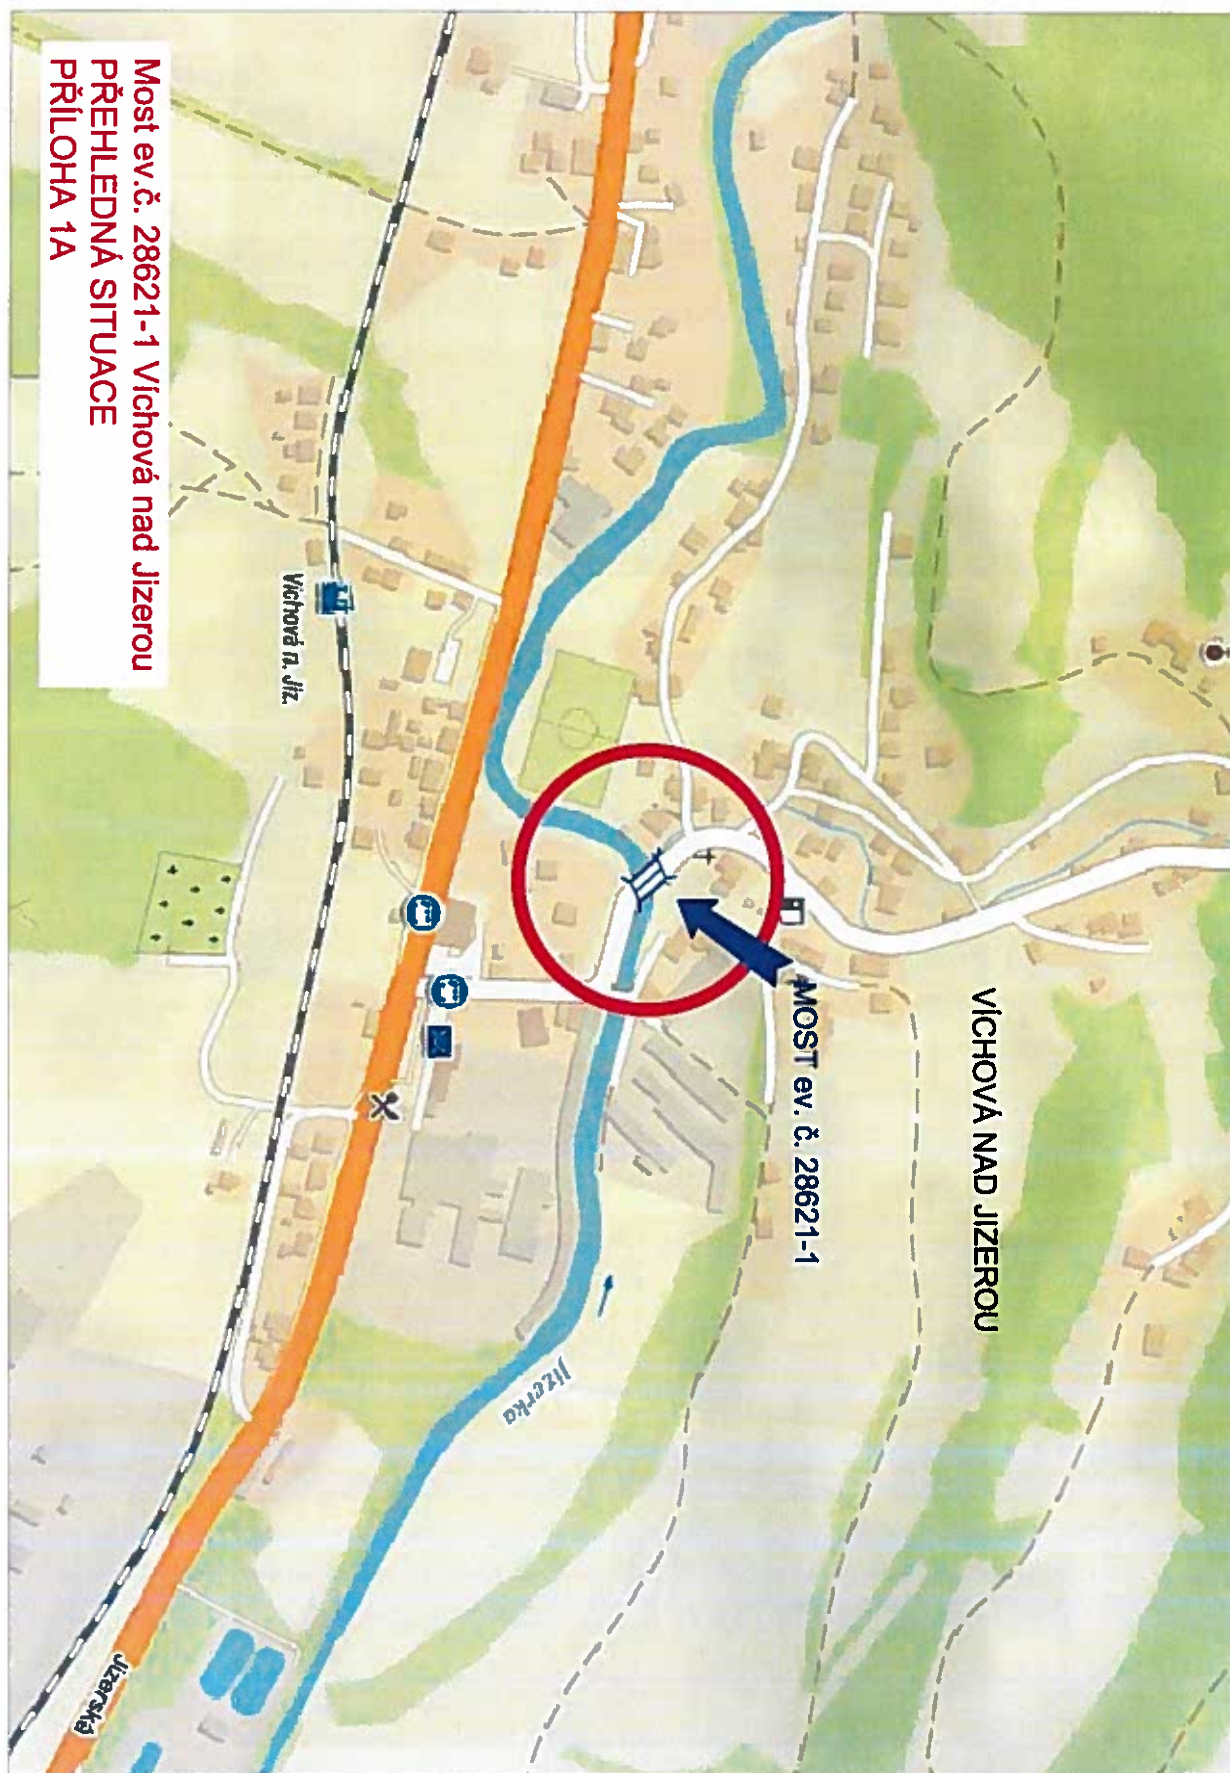 Most ev.č. 28621-1 Víchová nad Jizerou
PŘEHLEDNÁ SITUACE
PŘÍLOHA 1A
VÍCHOVÁ NAD JIZEROU
MOST ev. č. 28621-1
Víchová n. Jiz.
Jizerka
Jizerská